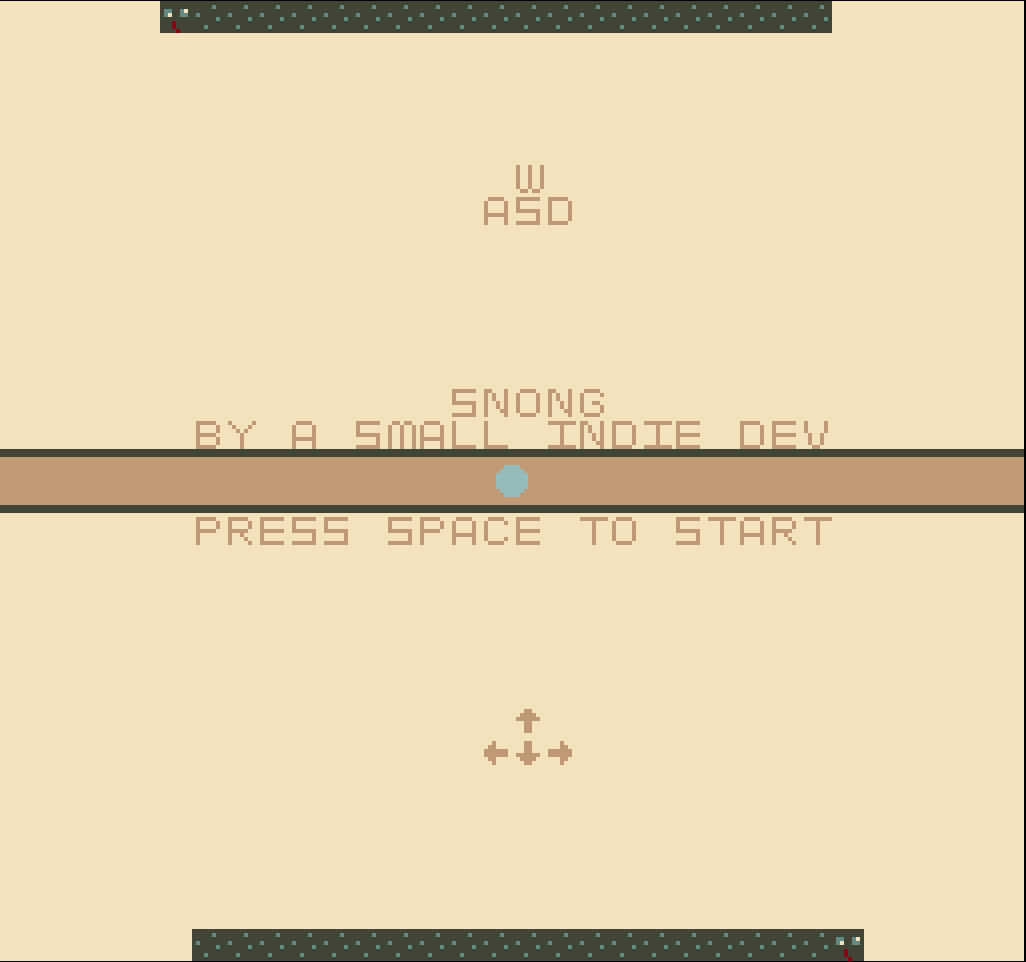 W
ASD
SNONG
BY A SMALL INDIE DEV
PRESS SPACE TO START